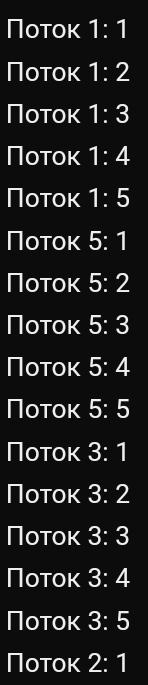 Поток 1: 1
Поток 1: 2
Поток 1: 3
Поток 1: 4
Поток 1: 5
Поток 5: 1
Поток 5: 2
Поток 5: 3
Поток 5: 4
Поток 5: 5
Поток 3: 1
Поток 3: 2
Поток 3: 3
Поток 3: 4
Поток 3: 5
Поток 2: 1